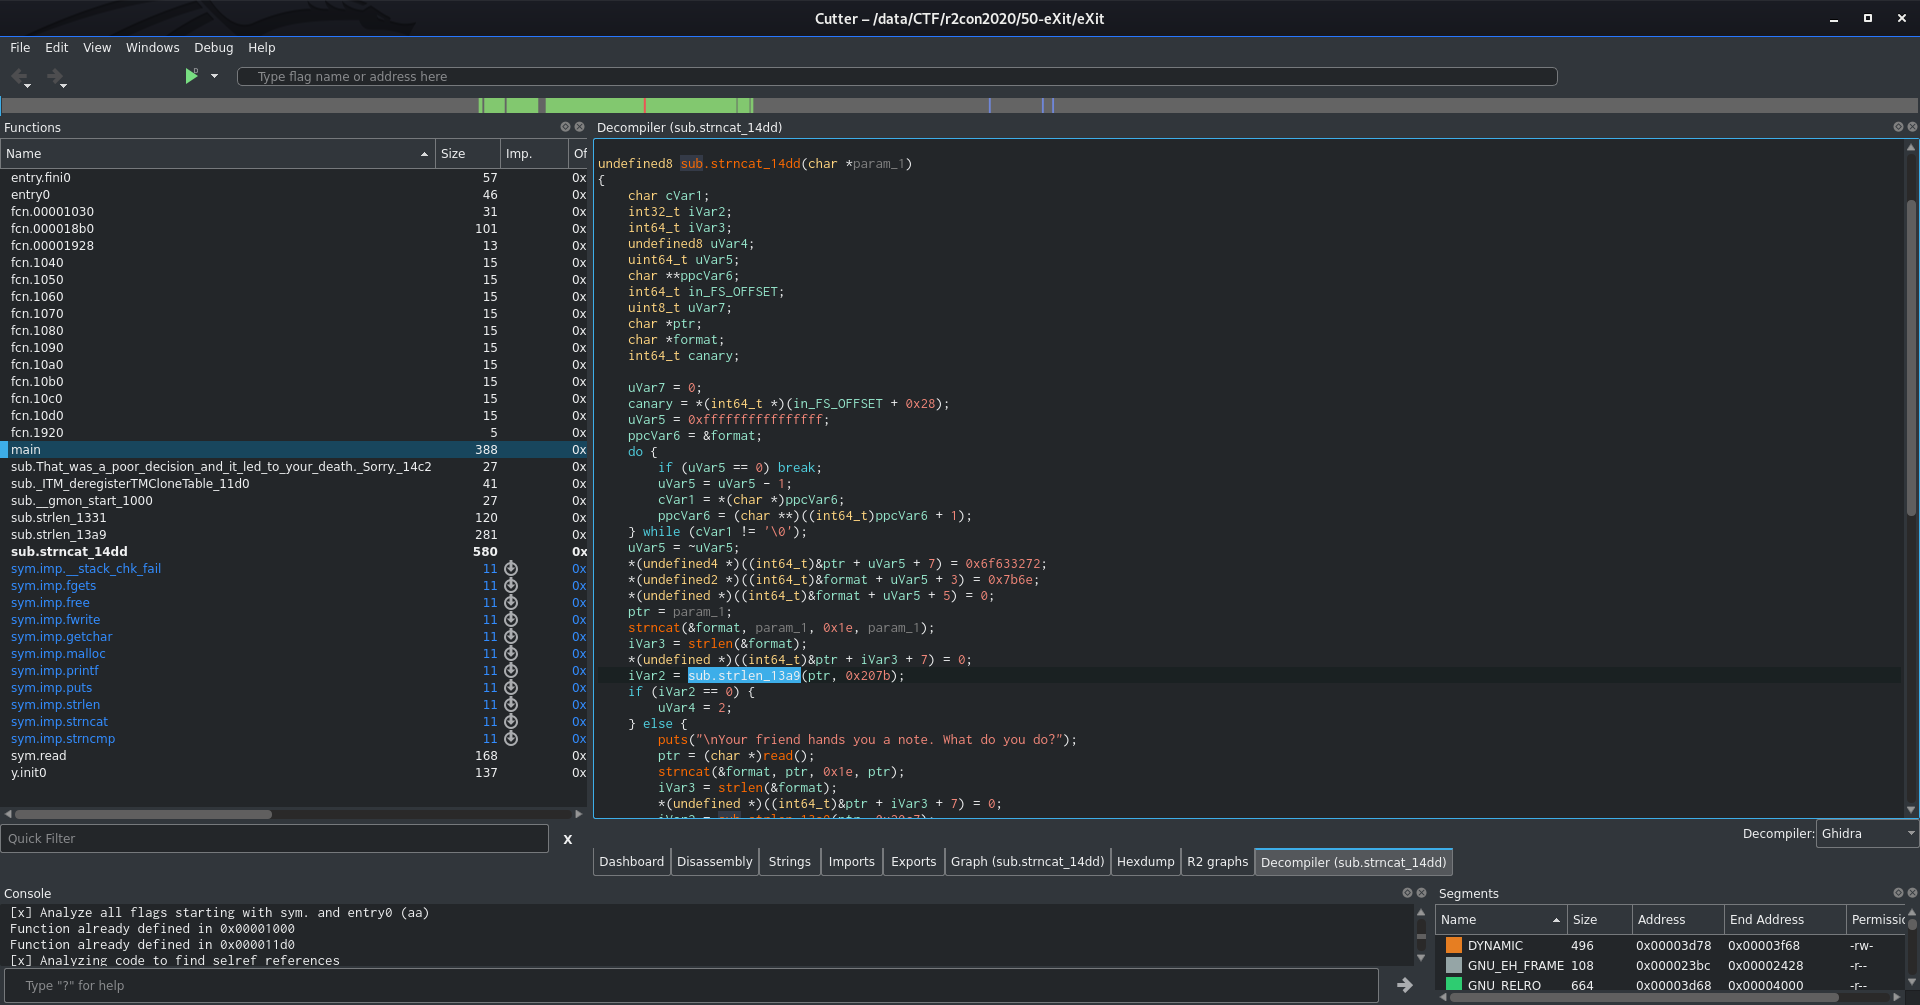 Cutter – /data/CTF/r2con2020/50-eXit/eXit
File Edit View Windows Debug Help
Type flag name or address here
Functions
Name Size Imp. Of
entry.fini0 57 0x
entry0 46 0x
fcn.00001030 31 0x
fcn.000018b0 101 0x
fcn.00001928 13 0x
fcn.1040 15 0x
fcn.1050 15 0x
fcn.1060 15 0x
fcn.1070 15 0x
fcn.1080 15 0x
fcn.1090 15 0x
fcn.10a0 15 0x
fcn.10b0 15 0x
fcn.10c0 15 0x
fcn.10d0 15 0x
fcn.1920 5 0x
main 388 0x
sub.That_was_a_poor_decision_and_it_led_to_your_death._Sorry._14c2 27 0x
sub._ITM_deregisterTMCloneTable_11d0 41 0x
sub.__gmon_start_1000 27 0x
sub.strlen_1331 120 0x
sub.strlen_13a9 281 0x
sub.strncat_14dd 580 0x
sym.imp.__stack_chk_fail 11 0x
sym.imp.fgets 11 0x
sym.imp.free 11 0x
sym.imp.fwrite 11 0x
sym.imp.getchar 11 0x
sym.imp.malloc 11 0x
sym.imp.printf 11 0x
sym.imp.puts 11 0x
sym.imp.strlen 11 0x
sym.imp.strncat 11 0x
sym.imp.strncmp 11 0x
sym.read 168 0x
y.init0 137 0x
Quick Filter X
Decompiler (sub.strncat_14dd)
undefined8 sub.strncat_14dd(char *param_1)
{
char cVar1;
int32_t iVar2;
int64_t iVar3;
undefined8 uVar4;
uint64_t uVar5;
char **ppcVar6;
int64_t in_FS_OFFSET;
uint8_t uVar7;
char *ptr;
char *format;
int64_t canary;
uVar7 = 0;
canary = *(int64_t *)(in_FS_OFFSET + 0x28);
uVar5 = 0xffffffffffffffff;
ppcVar6 = &format;
do {
if (uVar5 == 0) break;
uVar5 = uVar5 - 1;
cVar1 = *(char *)ppcVar6;
ppcVar6 = (char **)((int64_t)ppcVar6 + 1);
} while (cVar1 != '\0');
uVar5 = ~uVar5;
*(undefined4 *)((int64_t)&ptr + uVar5 + 7) = 0x6f633272;
*(undefined2 *)((int64_t)&format + uVar5 + 3) = 0x7b6e;
*(undefined *)((int64_t)&format + uVar5 + 5) = 0;
ptr = param_1;
strncat(&format, param_1, 0x1e, param_1);
iVar3 = strlen(&format);
*(undefined *)((int64_t)&ptr + iVar3 + 7) = 0;
iVar2 = sub.strlen_13a9(ptr, 0x207b);
if (iVar2 == 0) {
uVar4 = 2;
} else {
puts("\nYour friend hands you a note. What do you do?");
ptr = (char *)read();
strncat(&format, ptr, 0x1e, ptr);
iVar3 = strlen(&format);
*(undefined *)((int64_t)&ptr + iVar3 + 7) = 0;
Decompiler: Ghidra
Dashboard Disassembly Strings Imports Exports Graph (sub.strncat_14dd) Hexdump R2 graphs Decompiler (sub.strncat_14dd)
Console
[x] Analyze all flags starting with sym. and entry0 (aa)
Function already defined in 0x00001000
Function already defined in 0x000011d0
[x] Analyzing code to find selref references
Type "?" for help
Segments
Name Size Address End Address Permissic
DYNAMIC 496 0x00003d78 0x00003f68 -rw-
GNU_EH_FRAME 108 0x000023bc 0x00002428 -r--
GNU_RELRO 664 0x00003d68 0x00004000 -r--